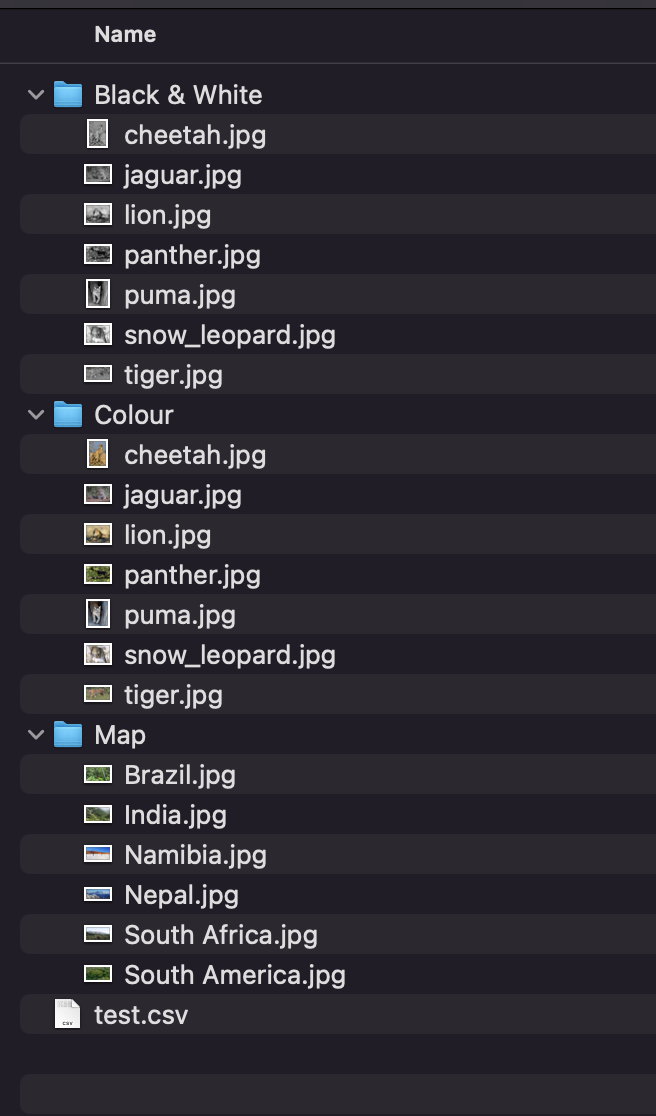 Name
Black & White
cheetah.jpg
jaguar.jpg
lion.jpg
panther.jpg
puma.jpg
snow_leopard.jpg
tiger.jpg
Colour
cheetah.jpg
jaguar.jpg
lion.jpg
panther.jpg
puma.jpg
snow_leopard.jpg
tiger.jpg
Map
Brazil.jpg
India.jpg
Namibia.jpg
Nepal.jpg
South Africa.jpg
South America.jpg
CSV
test.csv